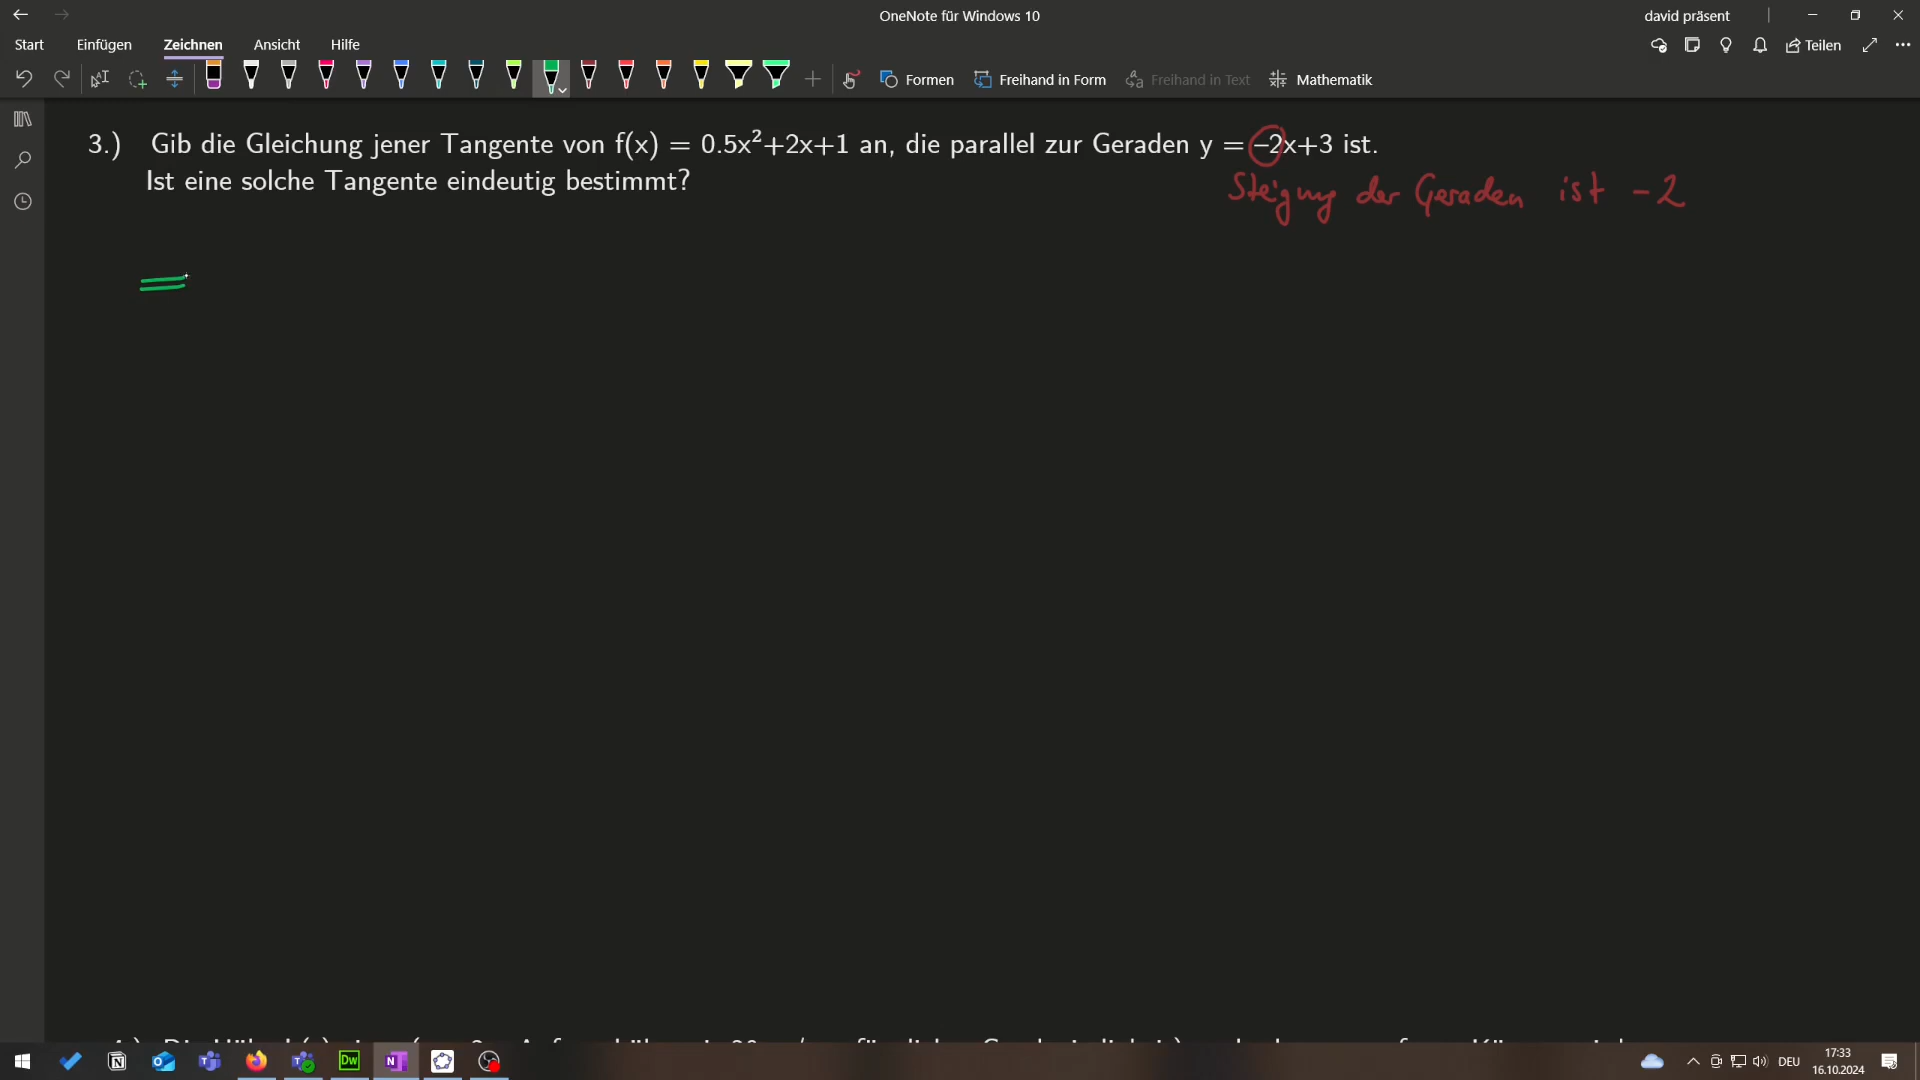 OneNote für Windows 10
david präsent
Start Einfügen Zeichnen Ansicht Hilfe
Teilen
Formen Freihand in Form Freihand in Text Mathematik
3.) Gib die Gleichung jener Tangente von f(x) = 0.5x²+2x+1 an, die parallel zur Geraden y = –2x+3 ist.
Ist eine solche Tangente eindeutig bestimmt?
Steigung der Geraden ist -2
DEU
17:33
16.10.2024